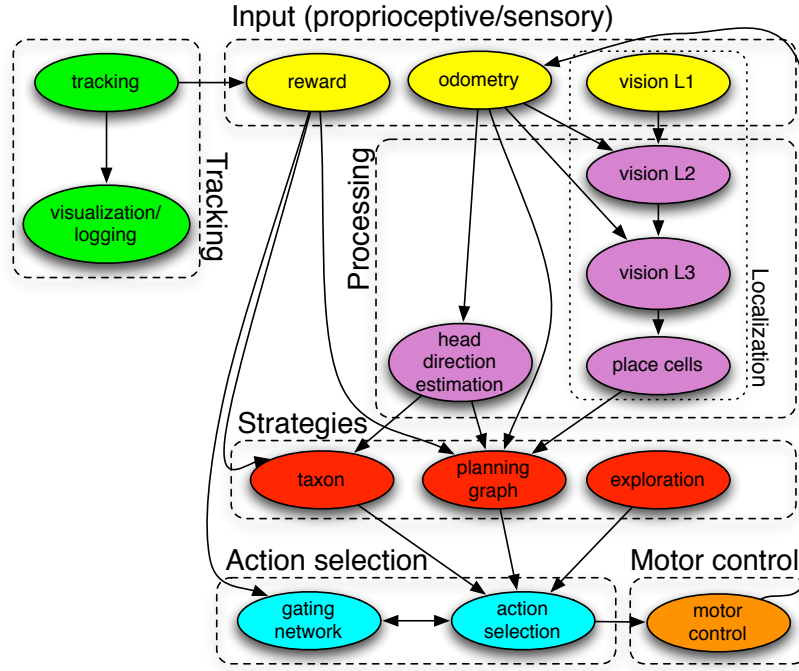 Input (proprioceptive/sensory)
tracking
reward
odometry
vision L1
Tracking
visualization/
logging
Processing
vision L2
vision L3
Localization
head
direction
estimation
place cells
Strategies
taxon
planning
graph
exploration
Action selection
Motor control
gating
network
action
selection
motor
control